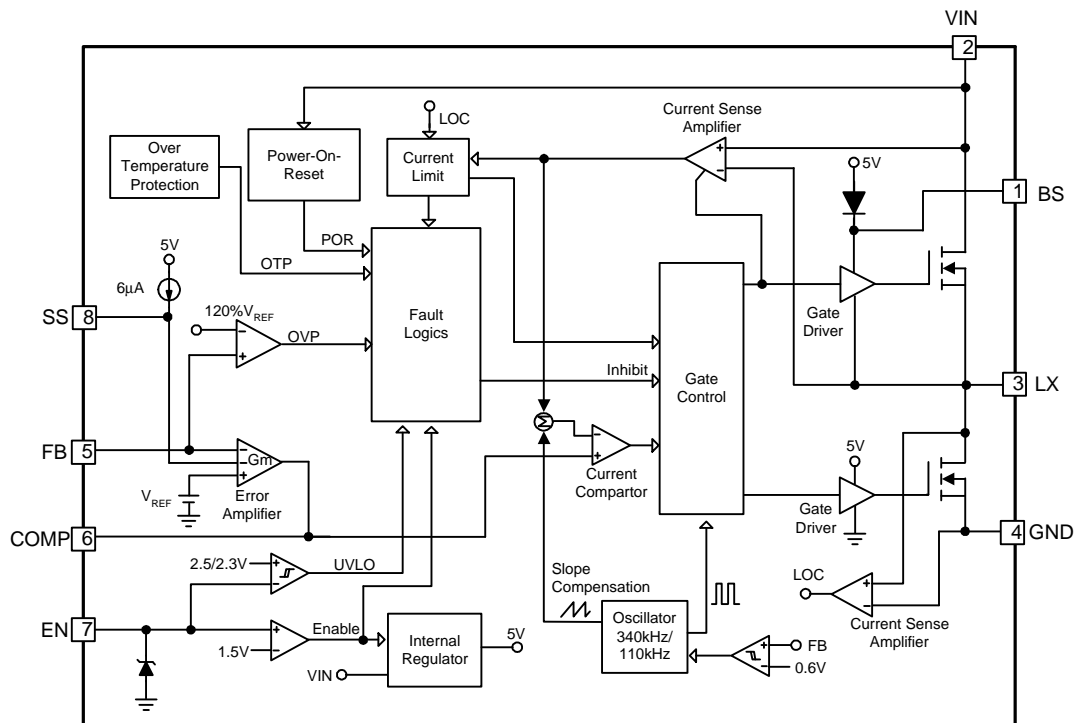 VIN
2
LOC
Current Sense
Amplifier
Over
Temperature
Protection
Power-On-
Reset
Current
Limit
5V
1
BS
POR
OTP
5V
6µA
SS
8
120%VREF
OVP
Fault
Logics
Gate
Driver
Inhibit
Gate
Control
3
LX
Σ
FB
5
Gm
VREF
Error
Amplifier
Current
Compartor
5V
Gate
Driver
COMP
6
4
GND
2.5/2.3V
UVLO
Slope
Compensation
LOC
Current Sense
Amplifier
EN
7
Enable
1.5V
Internal
Regulator
5V
VIN
Oscillator
340kHz/
110kHz
FB
0.6V